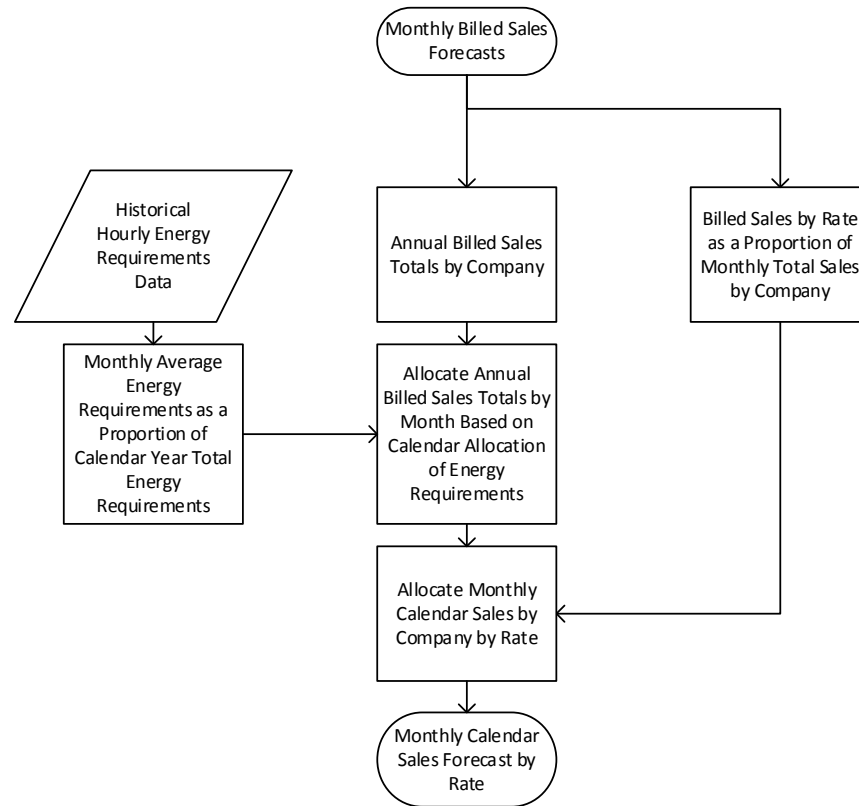 Monthly Billed Sales
Forecasts
Historical
Hourly Energy
Requirements
Data
Annual Billed Sales
Totals by Company
Billed Sales by Rate
as a Proportion of
Monthly Total Sales
by Company
Monthly Average
Energy
Requirements as a
Proportion of
Calendar Year Total
Energy
Requirements
Allocate Annual
Billed Sales Totals by
Month Based on
Calendar Allocation
of Energy
Requirements
Allocate Monthly
Calendar Sales by
Company by Rate
Monthly Calendar
Sales Forecast by
Rate